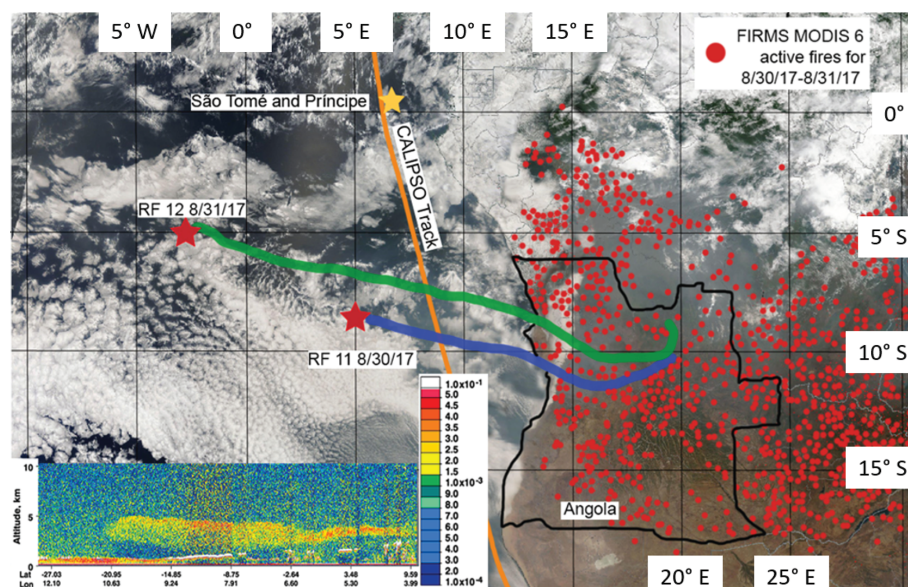 5° W
0°
5° E
10° E
15° E
FIRMS MODIS 6
active fires for
8/30/17-8/31/17
São Tomé and Príncipe
0°
CALIPSO Track
RF 12 8/31/17
5° S
RF 11 8/30/17
10° S
1.0x10⁻¹
5.0
4.5
4.0
3.5
3.0
2.5
2.0
1.5
1.0x10⁻³
9.0
8.0
7.0
6.0
5.0
4.0
3.0
2.0
1.0x10⁻⁴
15° S
Altitude, km
10
5
0
Lat -27.03 -20.95 -14.85 -8.75 -2.64 3.48 9.59
Lon 12.10 10.63 9.24 7.91 6.60 5.31 3.99
Angola
20° E
25° E